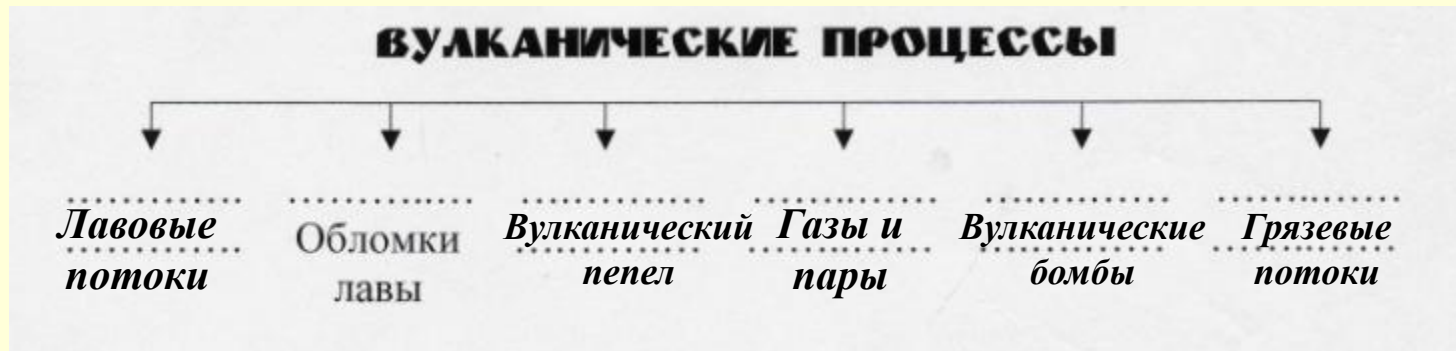 ВУЛКАНИЧЕСКИЕ ПРОЦЕССЫ
Лавовые
потоки
Обломки
лавы
Вулканический
пепел
Газы и
пары
Вулканические
бомбы
Грязевые
потоки